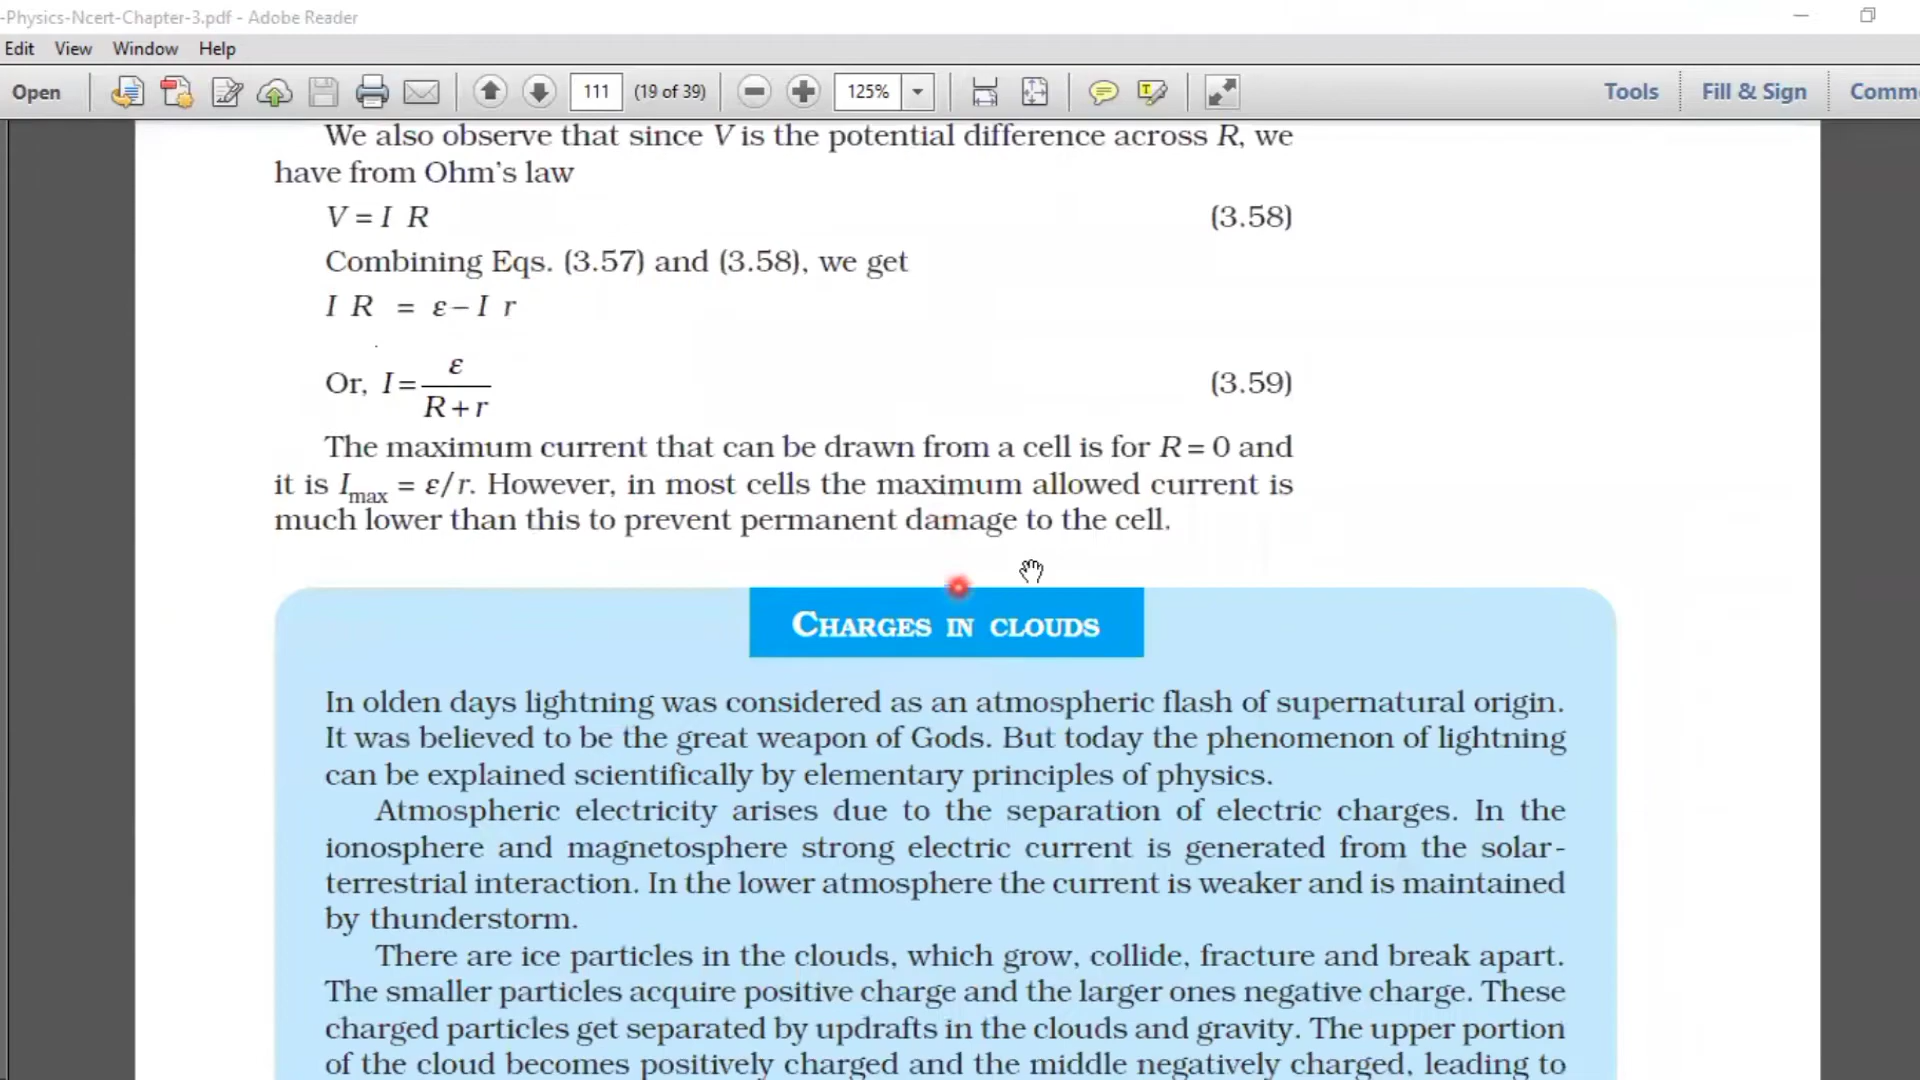 -Physics-Ncert-Chapter-3.pdf - Adobe Reader
Edit View Window Help
Open 111 (19 of 39) 125% Tools Fill & Sign Comm
We also observe that since V is the potential difference across R, we
have from Ohm's law
V = I R (3.58)
Combining Eqs. (3.57) and (3.58), we get
I R = ε – I r
Or, I = ε / (R + r) (3.59)
The maximum current that can be drawn from a cell is for R = 0 and
it is Imax = ε/r. However, in most cells the maximum allowed current is
much lower than this to prevent permanent damage to the cell.
CHARGES IN CLOUDS
In olden days lightning was considered as an atmospheric flash of supernatural origin.
It was believed to be the great weapon of Gods. But today the phenomenon of lightning
can be explained scientifically by elementary principles of physics.
Atmospheric electricity arises due to the separation of electric charges. In the
ionosphere and magnetosphere strong electric current is generated from the solar-
terrestrial interaction. In the lower atmosphere the current is weaker and is maintained
by thunderstorm.
There are ice particles in the clouds, which grow, collide, fracture and break apart.
The smaller particles acquire positive charge and the larger ones negative charge. These
charged particles get separated by updrafts in the clouds and gravity. The upper portion
of the cloud becomes positively charged and the middle negatively charged, leading to